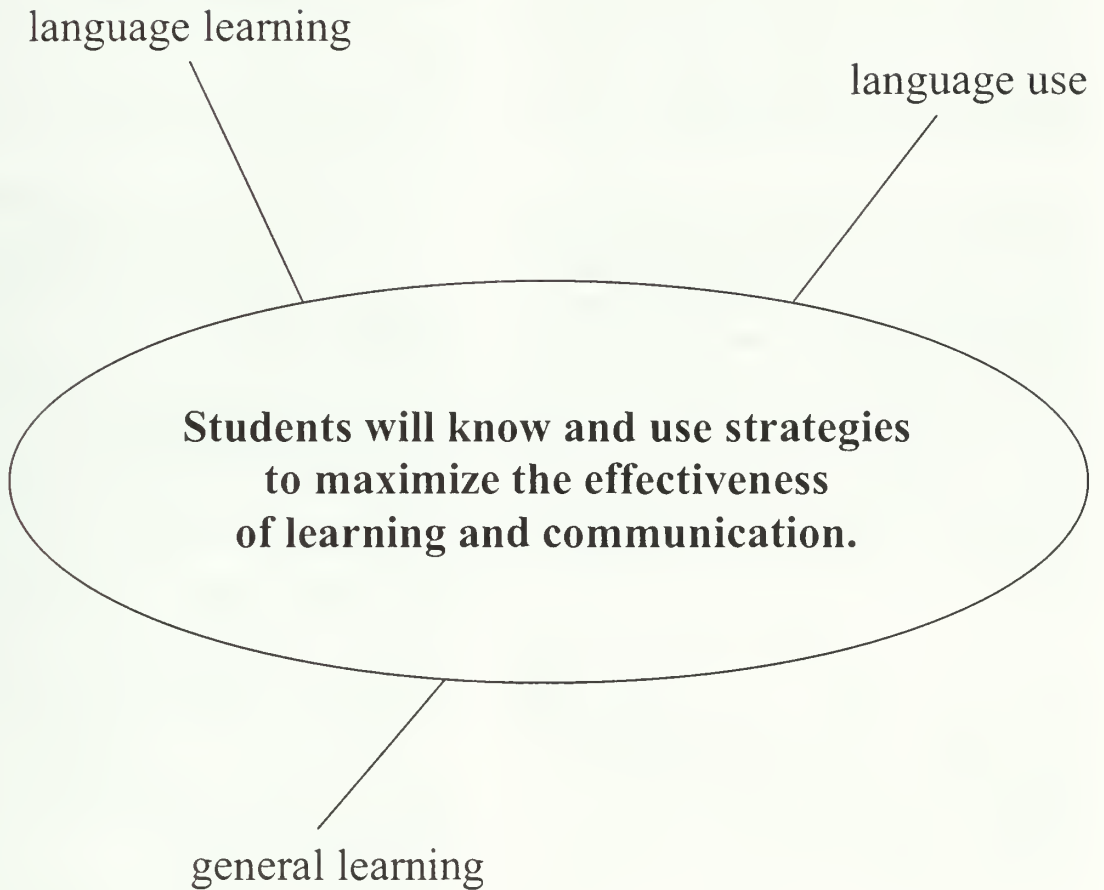 language learning
language use
Students will know and use strategies
to maximize the effectiveness
of learning and communication.
general learning